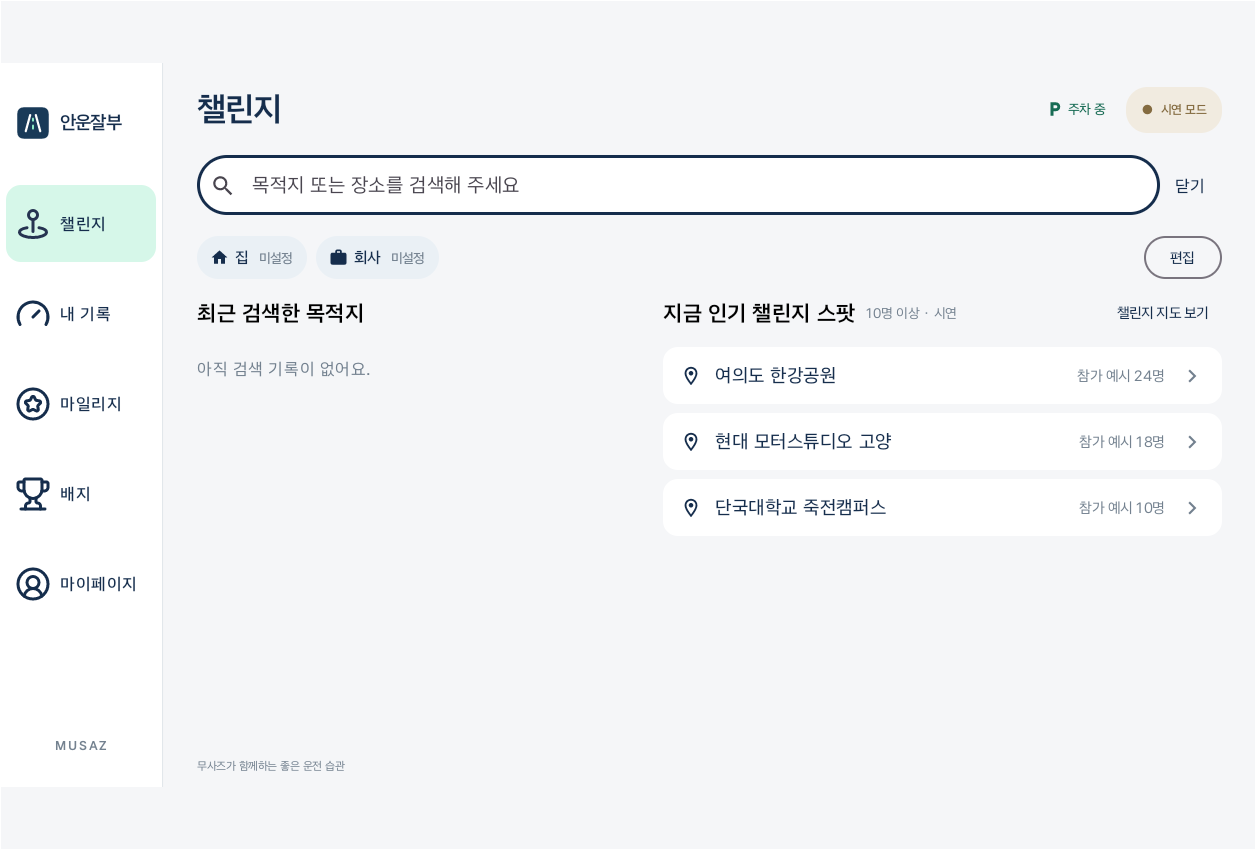 안운잘부
챌린지
내 기록
마일리지
배지
마이페이지
MUSAZ
챌린지
P 주차 중
시연 모드
목적지 또는 장소를 검색해 주세요
닫기
집 미설정
회사 미설정
편집
최근 검색한 목적지
아직 검색 기록이 없어요.
지금 인기 챌린지 스팟 10명 이상 · 시연
챌린지 지도 보기
여의도 한강공원 참가 예시 24명
현대 모터스튜디오 고양 참가 예시 18명
단국대학교 죽전캠퍼스 참가 예시 10명
무사즈가 함께하는 좋은 운전 습관